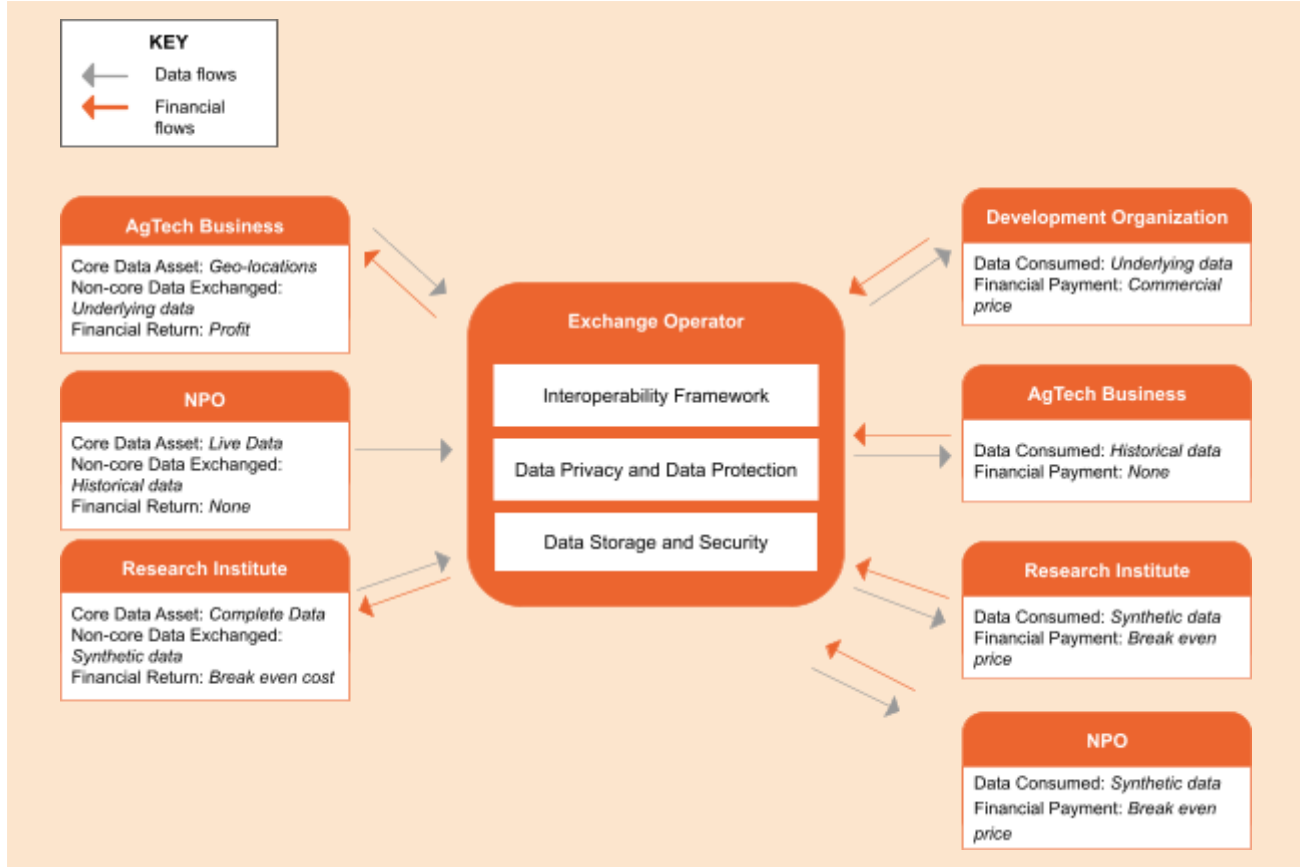 KEY
Data flows
Financial
flows
AgTech Business
Core Data Asset: Geo-locations
Non-core Data Exchanged:
Underlying data
Financial Return: Profit
NPO
Core Data Asset: Live Data
Non-core Data Exchanged:
Historical data
Financial Return: None
Research Institute
Core Data Asset: Complete Data
Non-core Data Exchanged:
Synthetic data
Financial Return: Break even cost
Exchange Operator
Interoperability Framework
Data Privacy and Data Protection
Data Storage and Security
Development Organization
Data Consumed: Underlying data
Financial Payment: Commercial
price
AgTech Business
Data Consumed: Historical data
Financial Payment: None
Research Institute
Data Consumed: Synthetic data
Financial Payment: Break even
price
NPO
Data Consumed: Synthetic data
Financial Payment: Break even
price